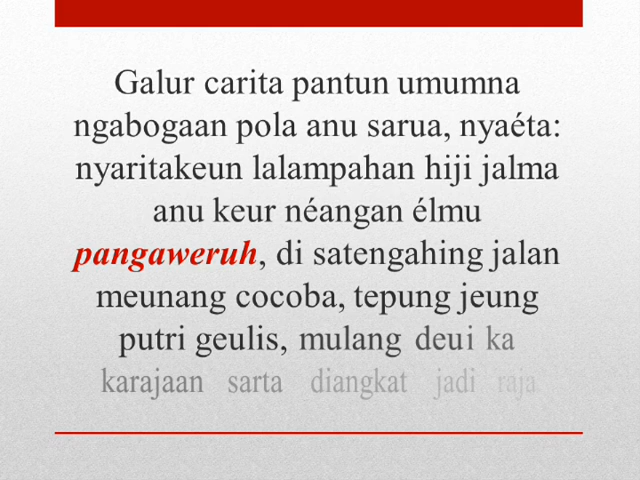 Galur carita pantun umumna
ngabogaan pola anu sarua, nyaéta:
nyaritakeun lalampahan hiji jalma
anu keur néangan élmu
pangaweruh, di satengahing jalan
meunang cocoba, tepung jeung
putri geulis, mulang deui ka
karajaan sarta diangkat jadi raja